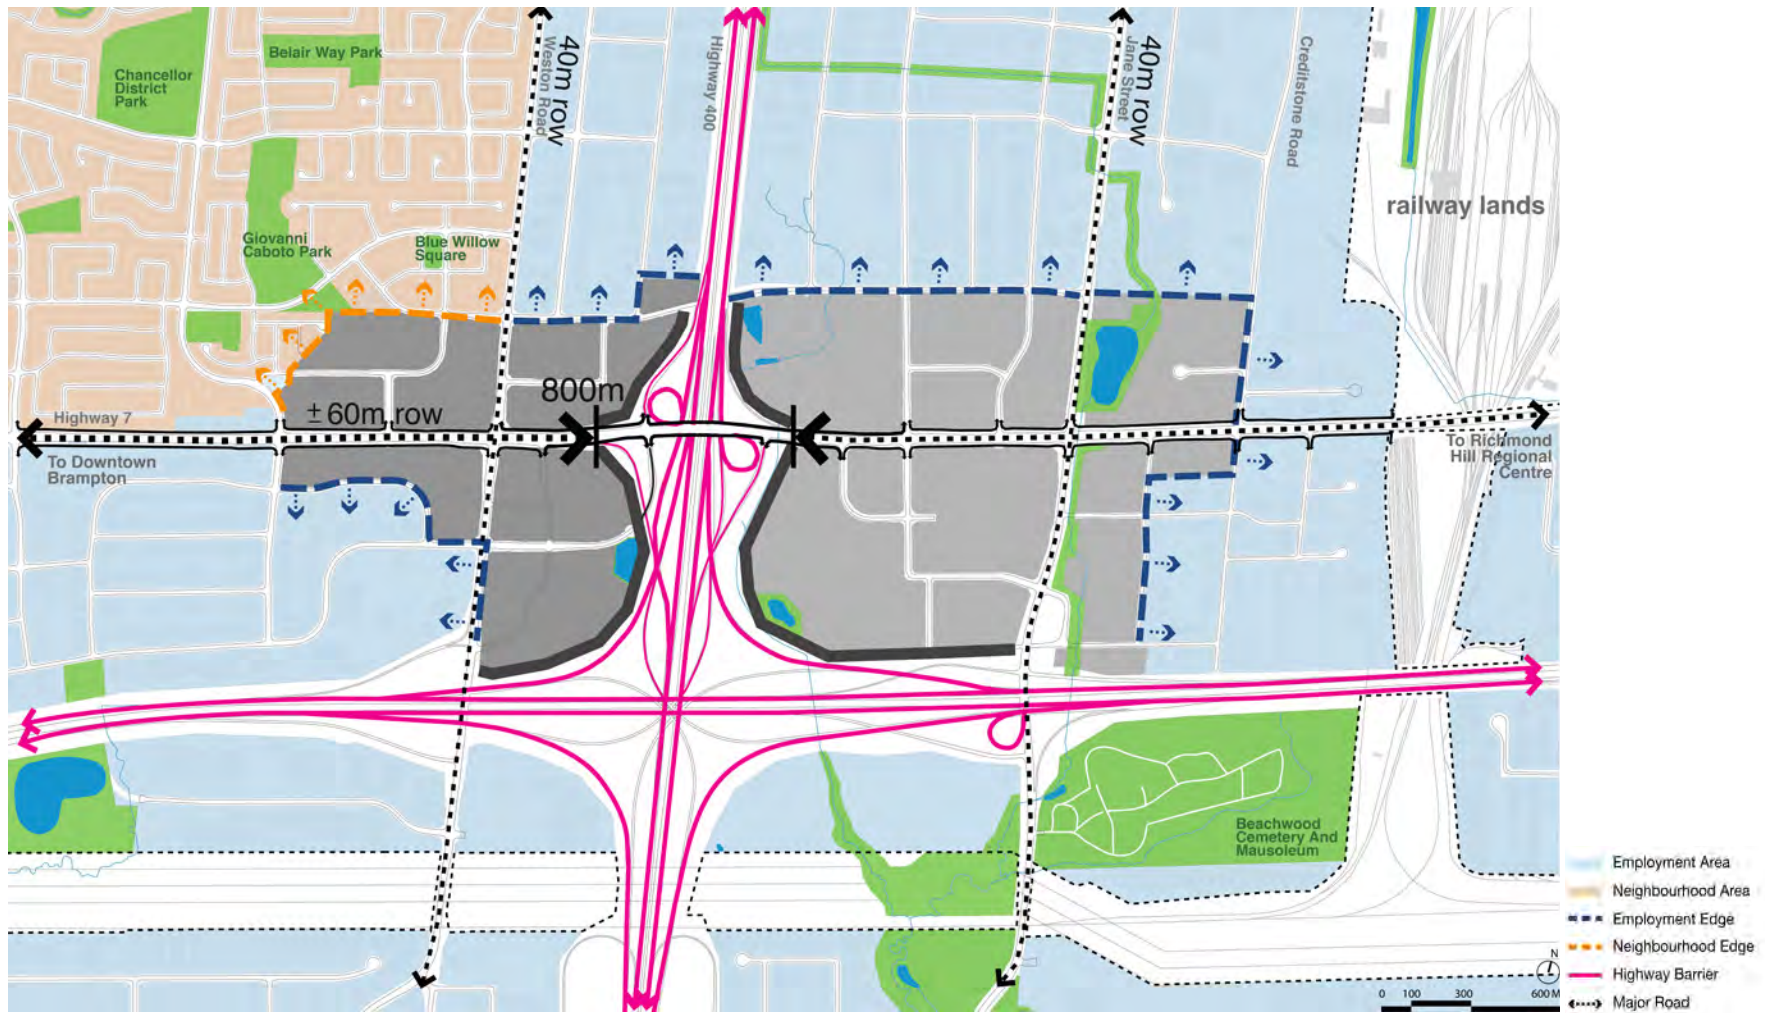 Chancellor
District
Park
Belair Way Park
40m row
Weston Road
Highway 400
40m row
Jane Street
Creditstone Road
railway lands
Giovanni
Caboto Park
Blue Willow
Square
800m
±60m row
Highway 7
To Downtown
Brampton
To Richmond
Hill Regional
Centre
Beachwood
Cemetery And
Mausoleum
Employment Area
Neighbourhood Area
Employment Edge
Neighbourhood Edge
Highway Barrier
Major Road
N
0 100 300 600 M